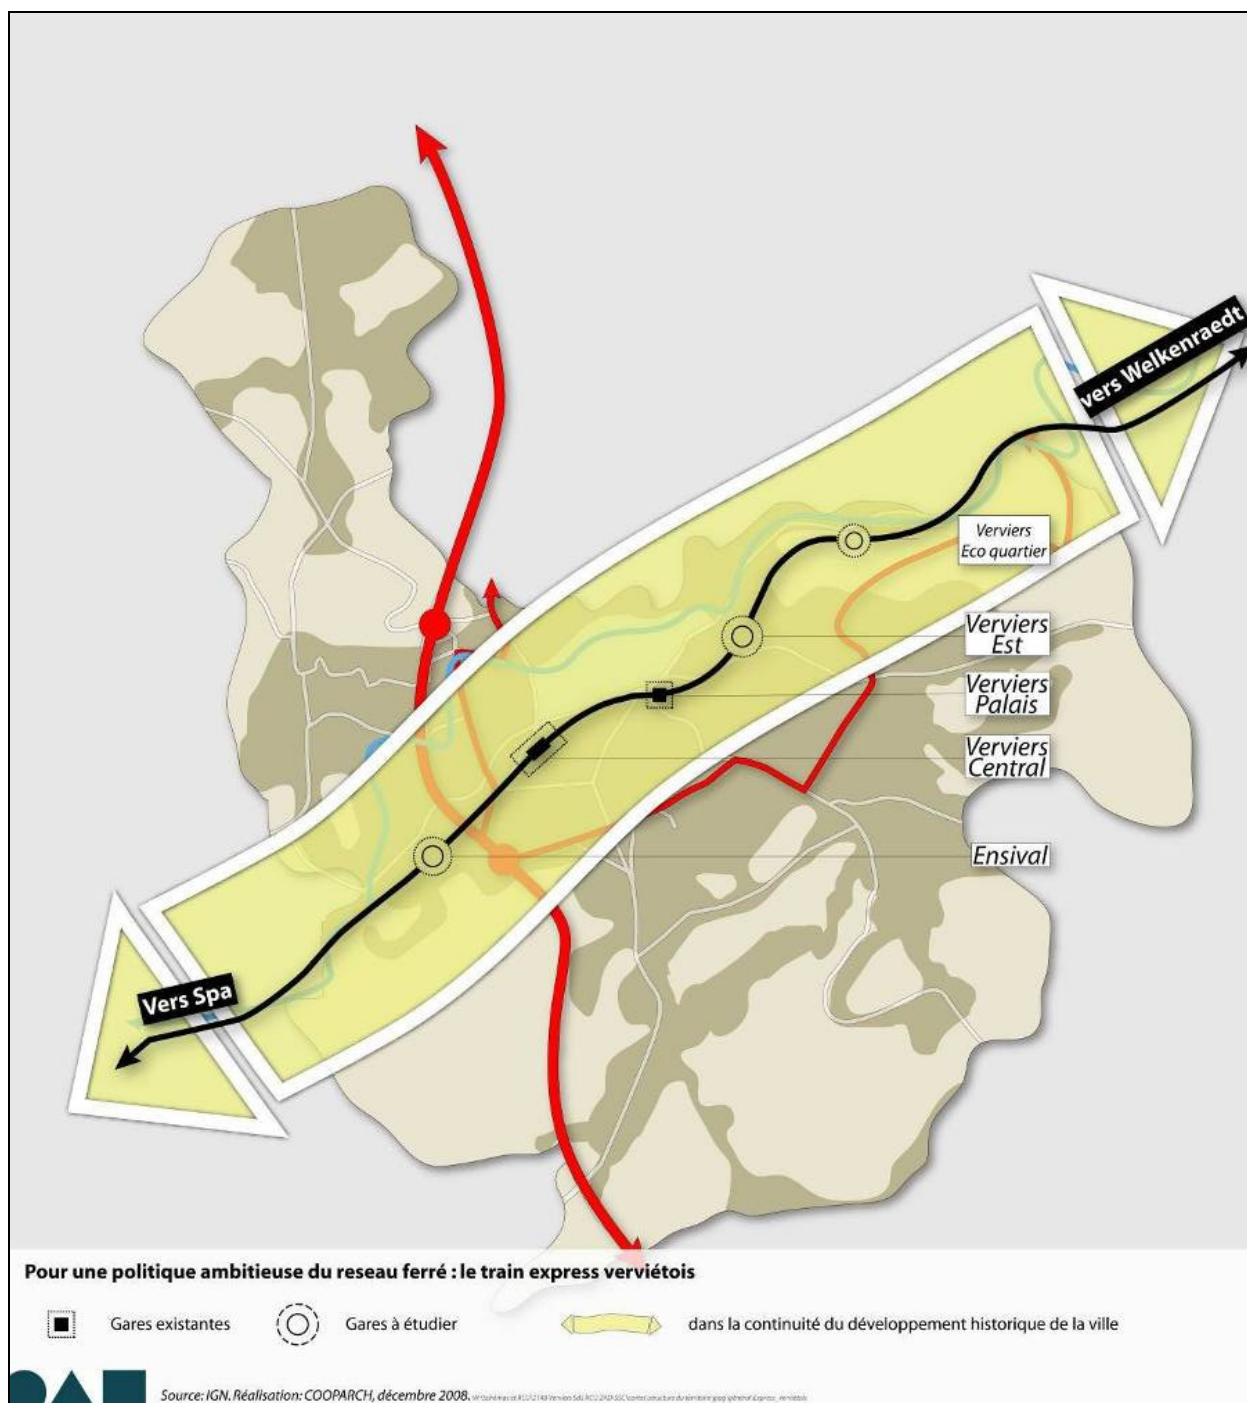 vers Welkenraedt
Verviers
Eco quartier
Verviers
Est
Verviers
Palais
Verviers
Central
Ensival
Vers Spa
Pour une politique ambitieuse du reseau ferré : le train express verviétois
Gares existantes
Gares à étudier
dans la continuité du développement historique de la ville
Source: IGN. Réalisation: COOPARCH, décembre 2008.